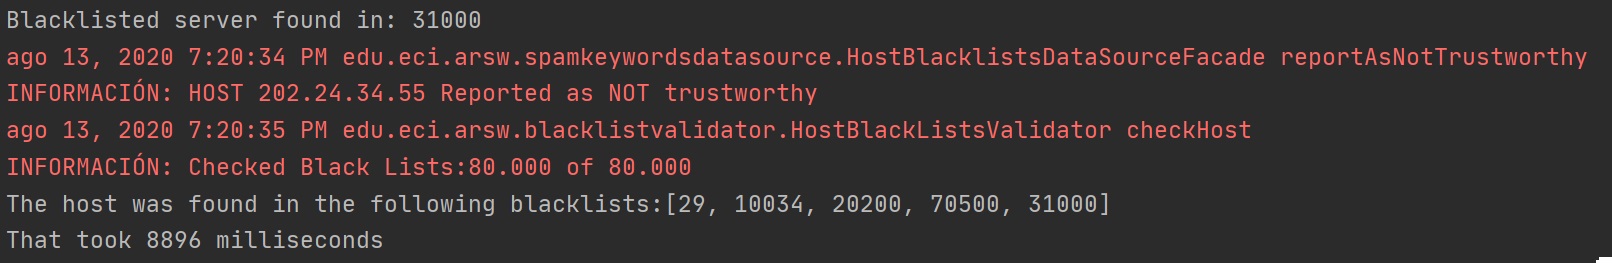 Blacklisted server found in: 31000
ago 13, 2020 7:20:34 PM edu.eci.arsw.spamkeywordsdatasource.HostBlacklistsDataSourceFacade reportAsNotTrustworthy
INFORMACIÓN: HOST 202.24.34.55 Reported as NOT trustworthy
ago 13, 2020 7:20:35 PM edu.eci.arsw.blacklistvalidator.HostBlackListsValidator checkHost
INFORMACIÓN: Checked Black Lists:80.000 of 80.000
The host was found in the following blacklists:[29, 10034, 20200, 70500, 31000]
That took 8896 milliseconds